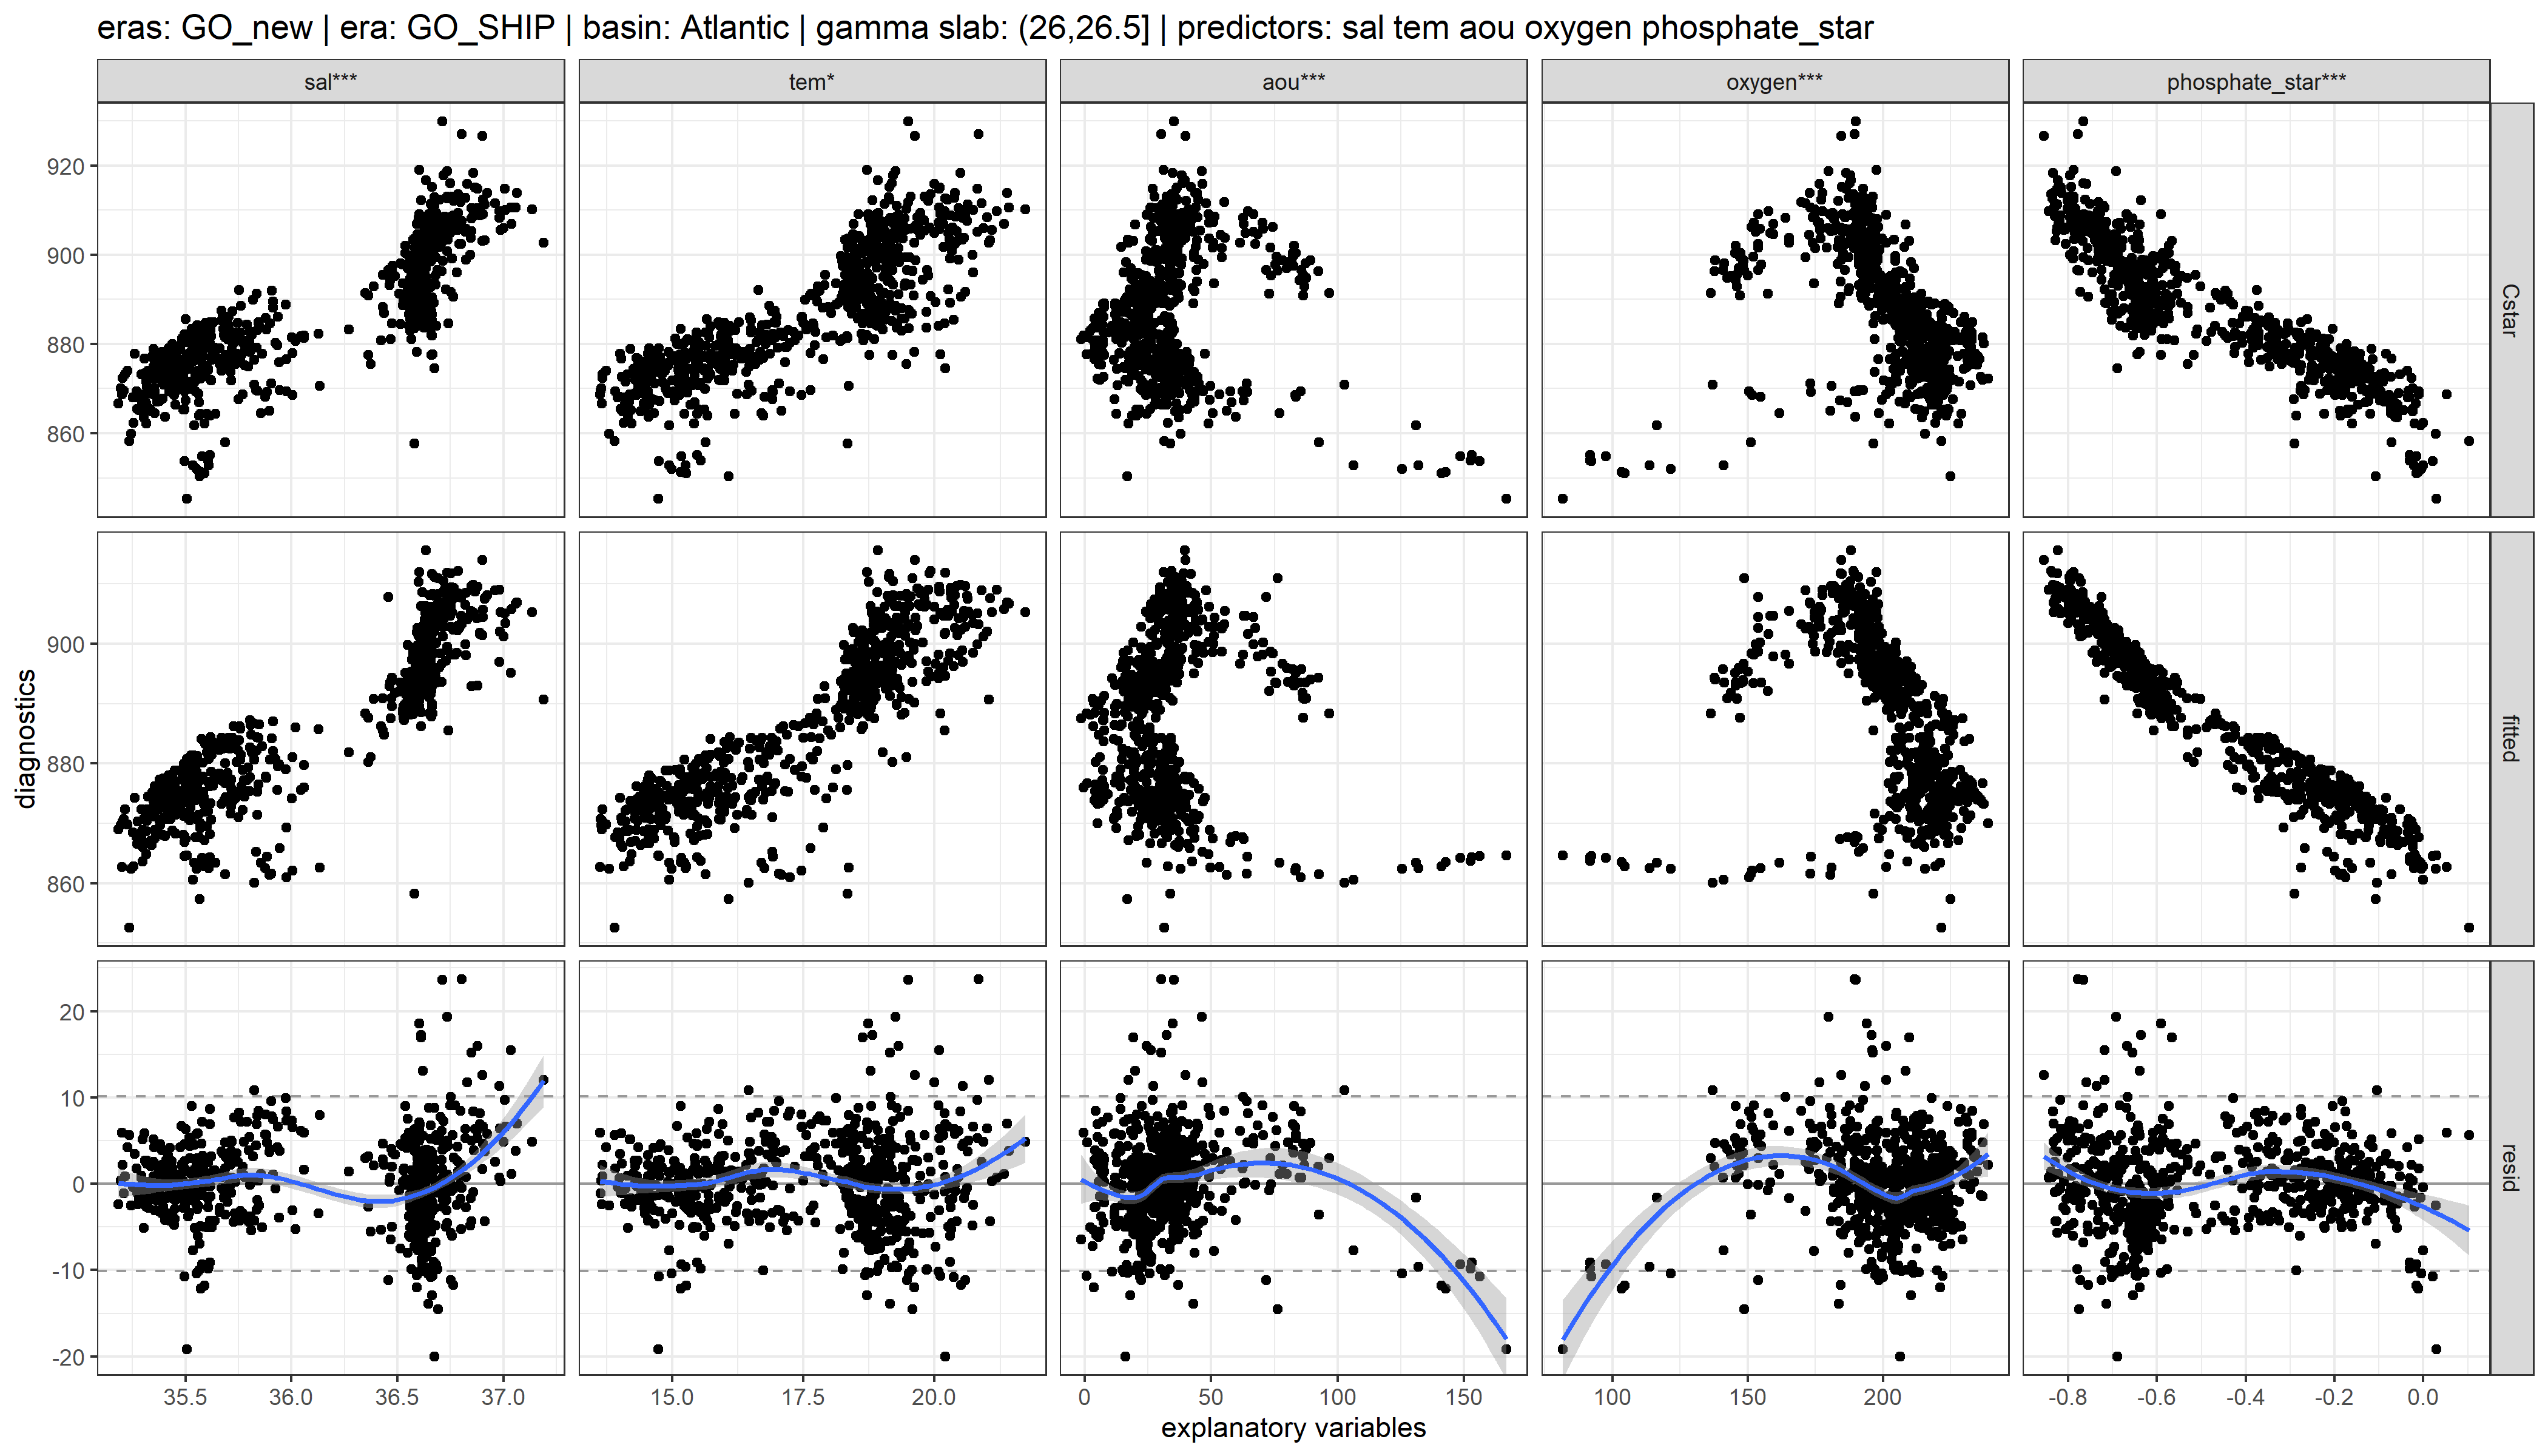 eras: GO_new | era: GO_SHIP | basin: Atlantic | gamma slab: (26,26.5] | predictors: sal tem aou oxygen phosphate_star
sal*** tem* aou*** oxygen*** phosphate_star***
920
900
880
860
Cstar
900
880
860
fitted
diagnostics
20
10
0
-10
-20
resid
35.5 36.0 36.5 37.0 15.0 17.5 20.0 0 50 100 150 100 150 200 -0.8 -0.6 -0.4 -0.2 0.0
explanatory variables